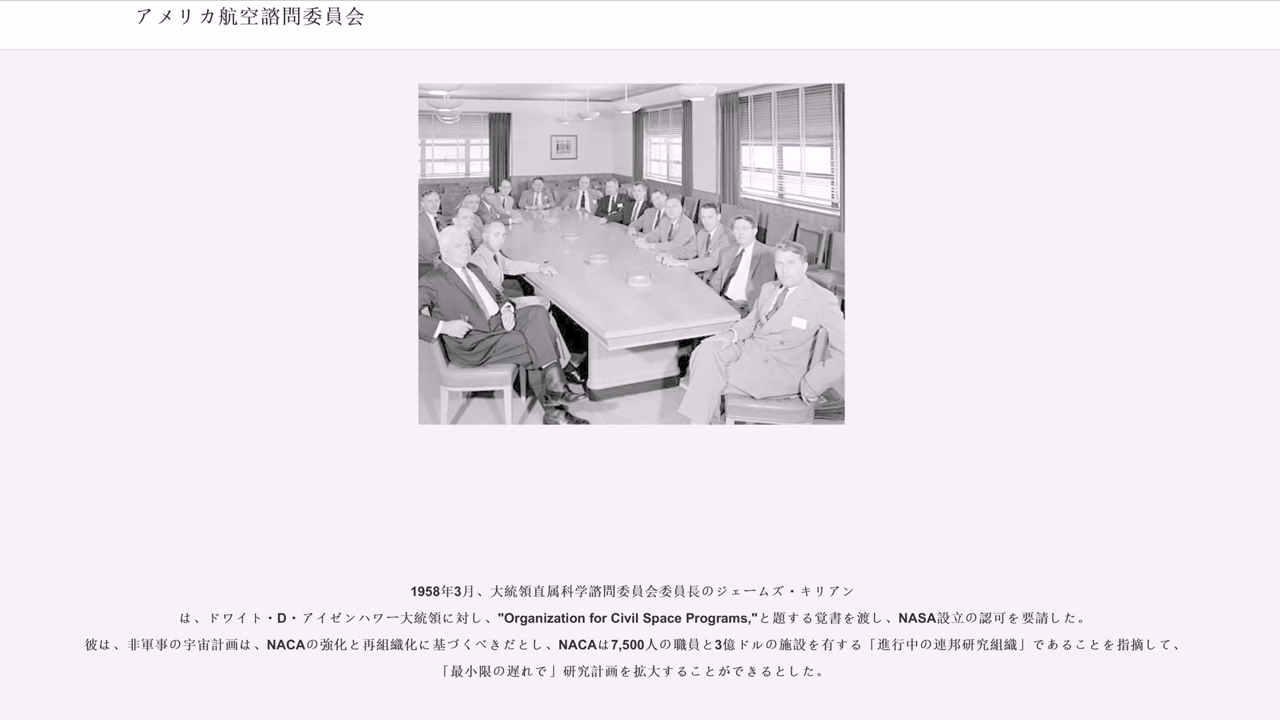 アメリカ航空諮問委員会
1958年3月、大統領直属科学諮問委員会委員長のジェームズ・キリアン
は、ドワイト・D・アイゼンハワー大統領に対し、"Organization for Civil Space Programs,"と題する覚書を渡し、NASA設立の認可を要請した。
彼は、非軍事の宇宙計画は、NACAの強化と再組織化に基づくべきだとし、NACAは7,500人の職員と3億ドルの施設を有する「進行中の連邦研究組織」であることを指摘して、
「最小限の遅れで」研究計画を拡大することができるとした。